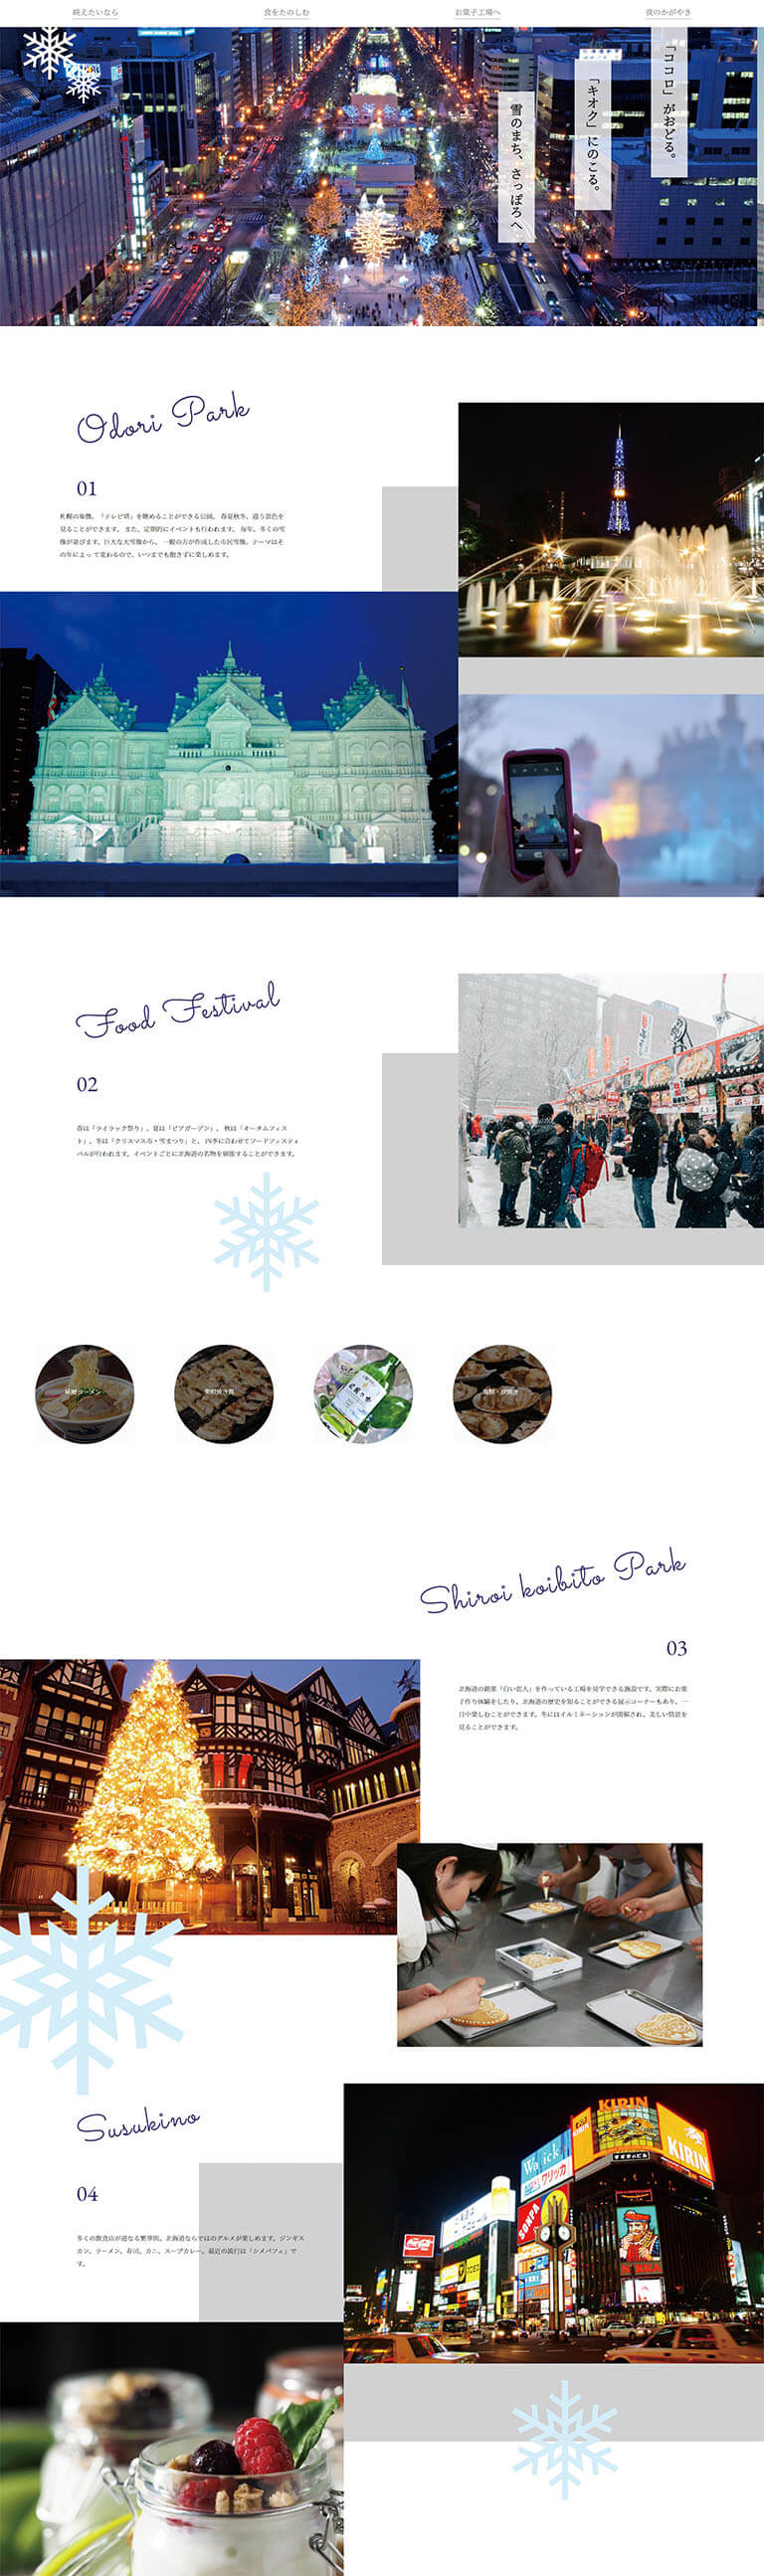 映えたいなら
食をたのしむ
お菓子工場へ
夜のかがやき
「ココロ」がおどる。
「キオク」にのこる。
雪のまち、さっぽろへ
Odori Park
01
札幌の象徴、「テレビ塔」を眺めることができる公園。 春夏秋冬、違う景色を
見ることができます。 また、定期的にイベントも行われます。 毎年、多くの雪
像が並びます。巨大な大雪像から、 一般の方が作成した市民雪像。テーマはそ
の年によって変わるので、いつまでも飽きずに楽しめます。
Food Festival
02
春は「ライラック祭り」、夏は「ビアガーデン」、 秋は「オータムフェス
ト」、冬は「クリスマス市・雪まつり」と、 四季に合わせてフードフェスティ
バルが行われます。イベントごとに北海道の名物を堪能することができます。
味噌ラーメン
Shiroi koibito Park
03
北海道の銘菓「白い恋人」を作っている工場を見学できる施設です。実際にお菓
子作り体験をしたり、北海道の歴史を知ることができる展示コーナーもあり、一
日中楽しむことができます。冬にはイルミネーションが開催され、美しい情景を
見ることができます。
Susukino
04
多くの飲食店が連なる繁華街。北海道ならではのグルメが楽しめます。ジンギス
カン、ラーメン、寿司、カニ、スープカレー。最近の流行は「シメパフェ」で
す。
KIRIN
KIRIN
ワリッカ
Coca-Cola